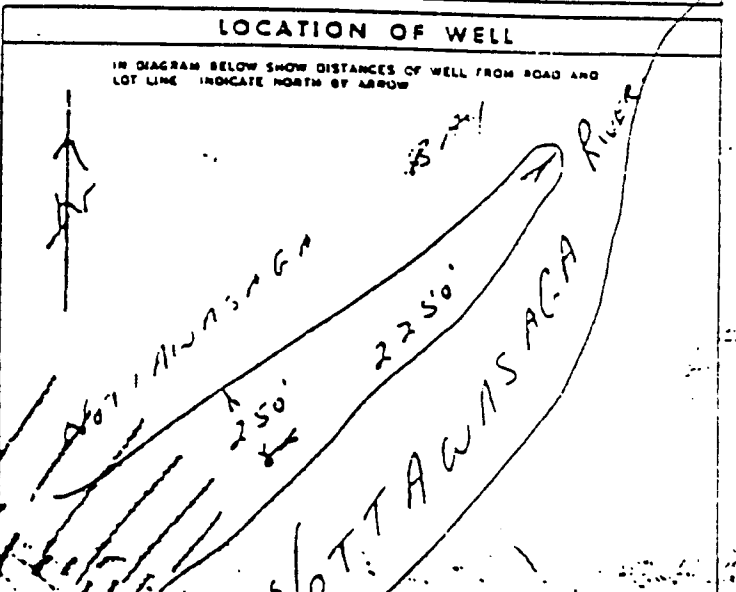 LOCATION OF WELL
IN DIAGRAM BELOW SHOW DISTANCES OF WELL FROM ROAD AND
LOT LINE INDICATE NORTH BY ARROW
RIVER
2250'
250'
NOTTAWASAGA